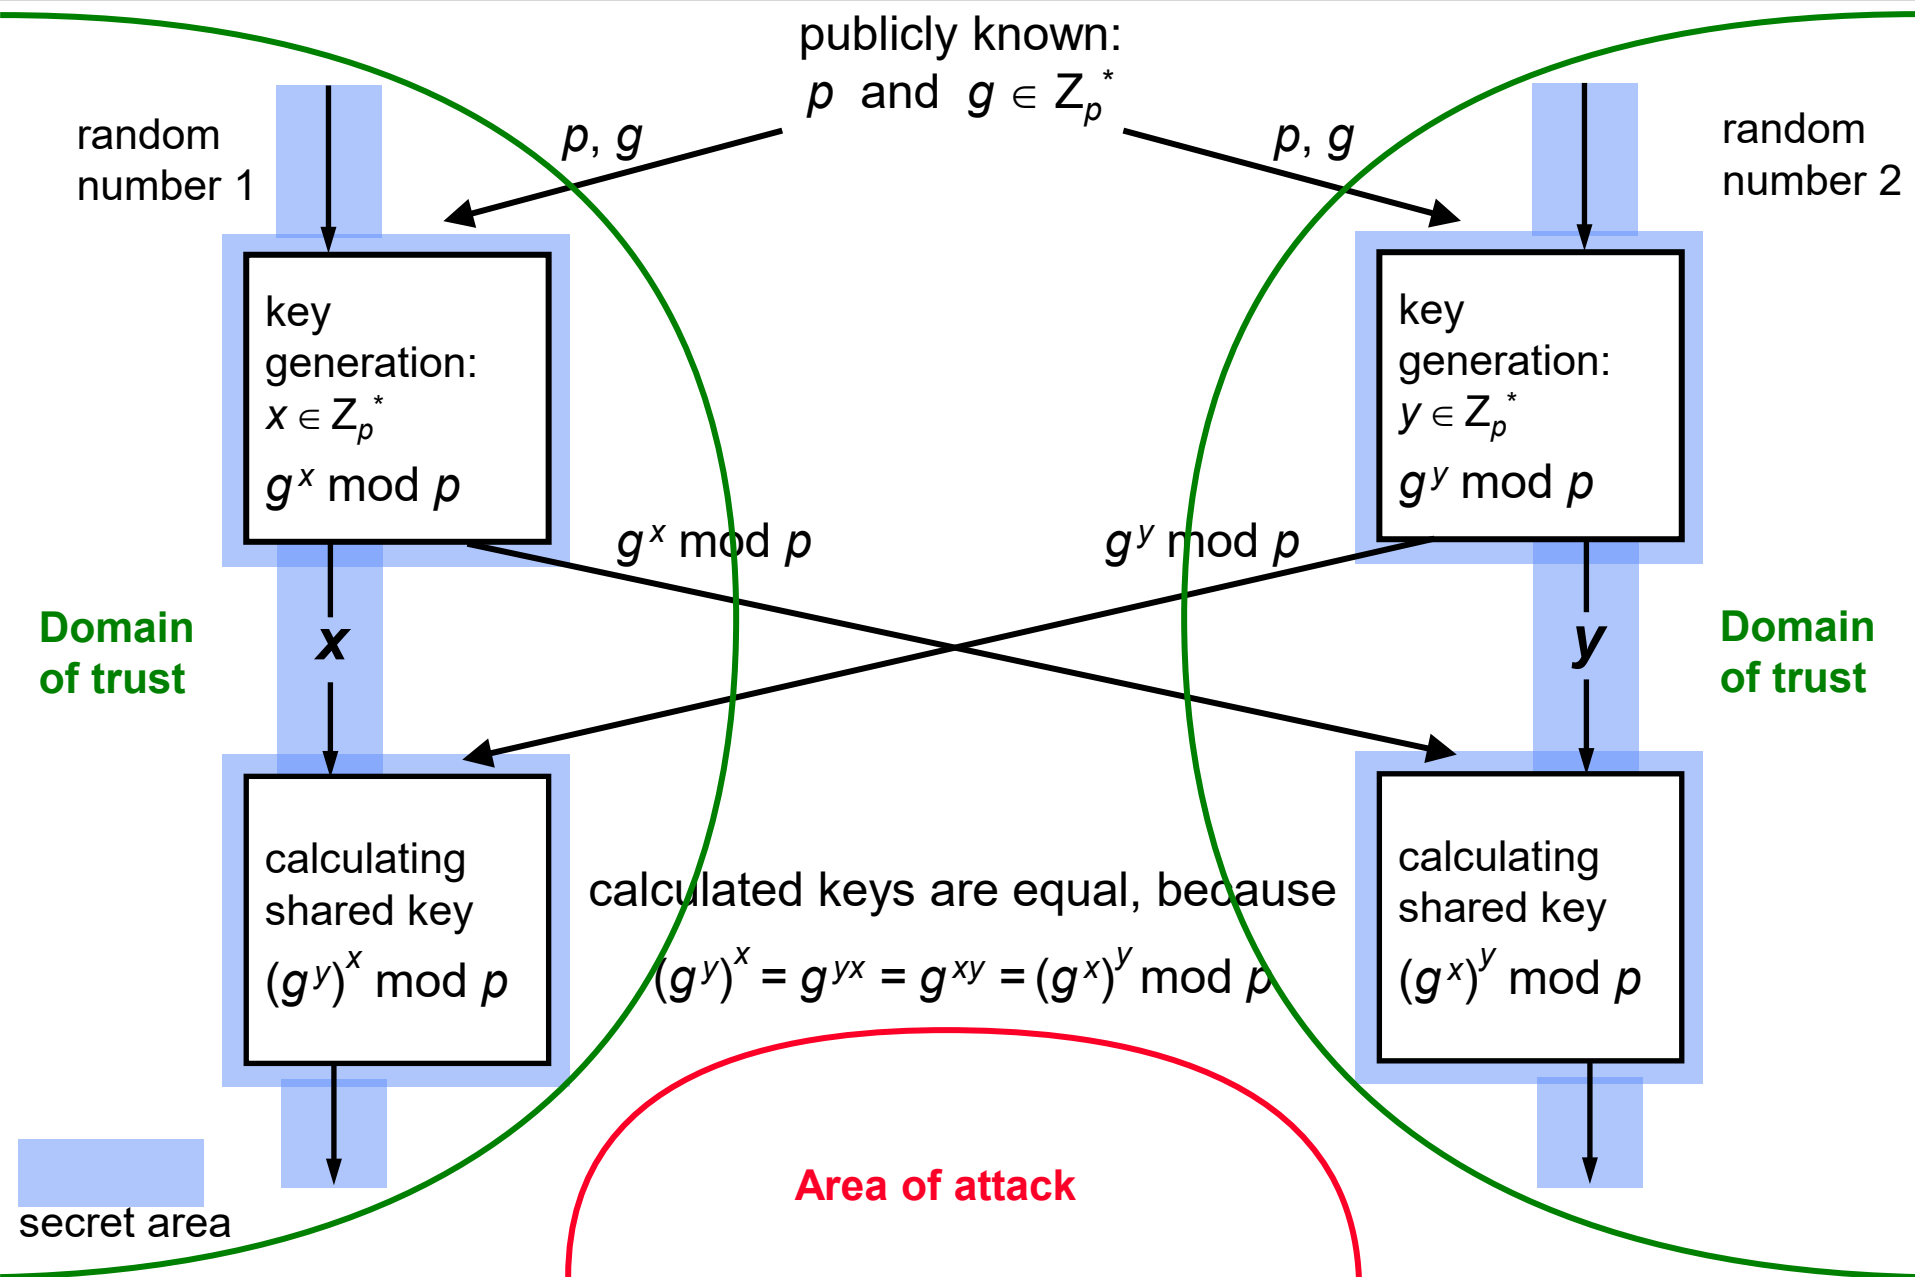 publicly known:
p and g ∈ Z_p^*
p, g
p, g
random
number 1
random
number 2
key
generation:
x ∈ Z_p^*
g^x mod p
key
generation:
y ∈ Z_p^*
g^y mod p
g^x mod p
g^y mod p
Domain
of trust
x
y
Domain
of trust
calculating
shared key
(g^y)^x mod p
calculated keys are equal, because
(g^y)^x = g^yx = g^xy = (g^x)^y mod p
calculating
shared key
(g^x)^y mod p
Area of attack
secret area